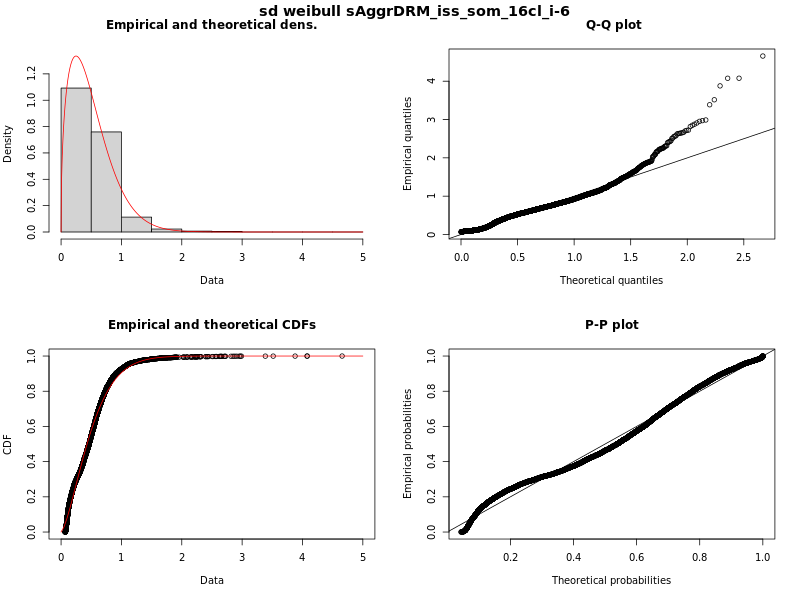 sd weibull sAggrDRM_iss_som_16cl_i-6
Empirical and theoretical dens.
Density
0.0 0.2 0.4 0.6 0.8 1.0 1.2
0 1 2 3 4 5
Data
Q-Q plot
Empirical quantiles
0 1 2 3 4
0.0 0.5 1.0 1.5 2.0 2.5
Theoretical quantiles
Empirical and theoretical CDFs
CDF
0.0 0.2 0.4 0.6 0.8 1.0
0 1 2 3 4 5
Data
P-P plot
Empirical probabilities
0.0 0.2 0.4 0.6 0.8 1.0
0.2 0.4 0.6 0.8 1.0
Theoretical probabilities